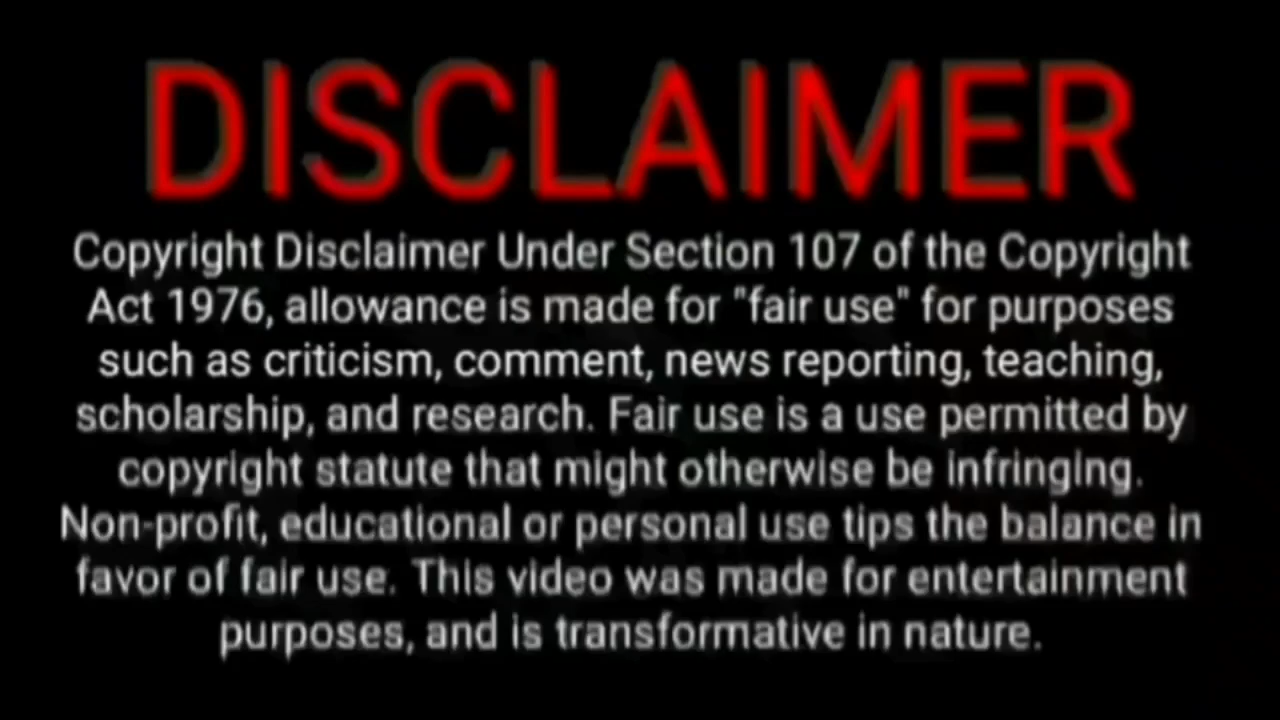 DISCLAIMER
Copyright Disclaimer Under Section 107 of the Copyright
Act 1976, allowance is made for "fair use" for purposes
such as criticism, comment, news reporting, teaching,
scholarship, and research. Fair use is a use permitted by
copyright statute that might otherwise be infringing.
Non-profit, educational or personal use tips the balance in
favor of fair use. This video was made for entertainment
purposes, and is transformative in nature.